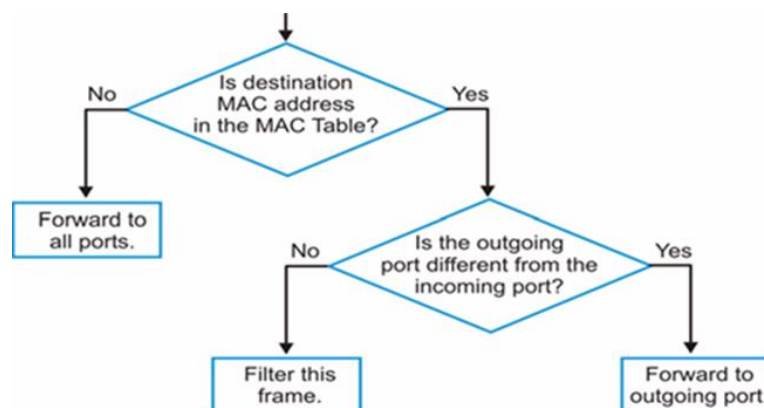 Is destination
MAC address
in the MAC Table?
No
Yes
Forward to
all ports.
Is the outgoing
port different from the
incoming port?
No
Yes
Filter this
frame.
Forward to
outgoing port